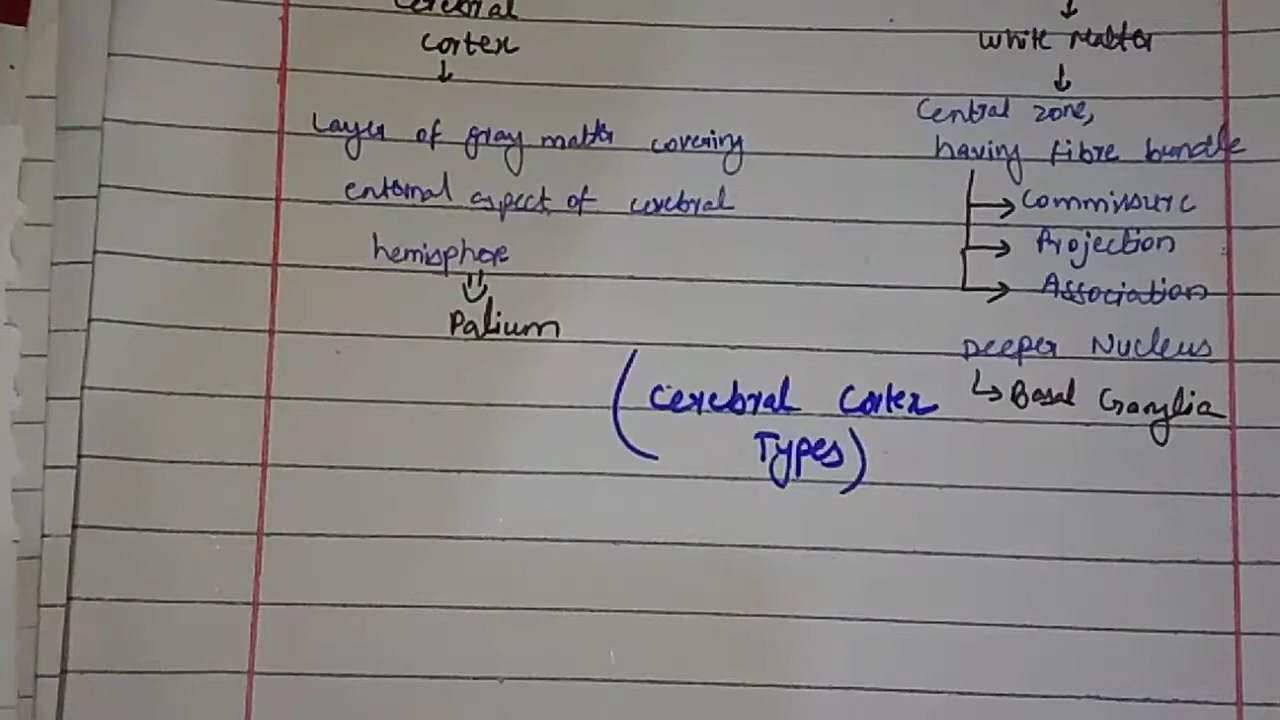 Cerebral
cortex
↓
Layer of gray matter covering
external aspect of cerebral
hemisphere
⇓
Palium
↓
White Matter
↓
Central zone,
having fibre bundle
→ Commissure
→ Projection
→ Association
Deeper Nucleus
↳ Basal Ganglia
(Cerebral Cortex
Types)